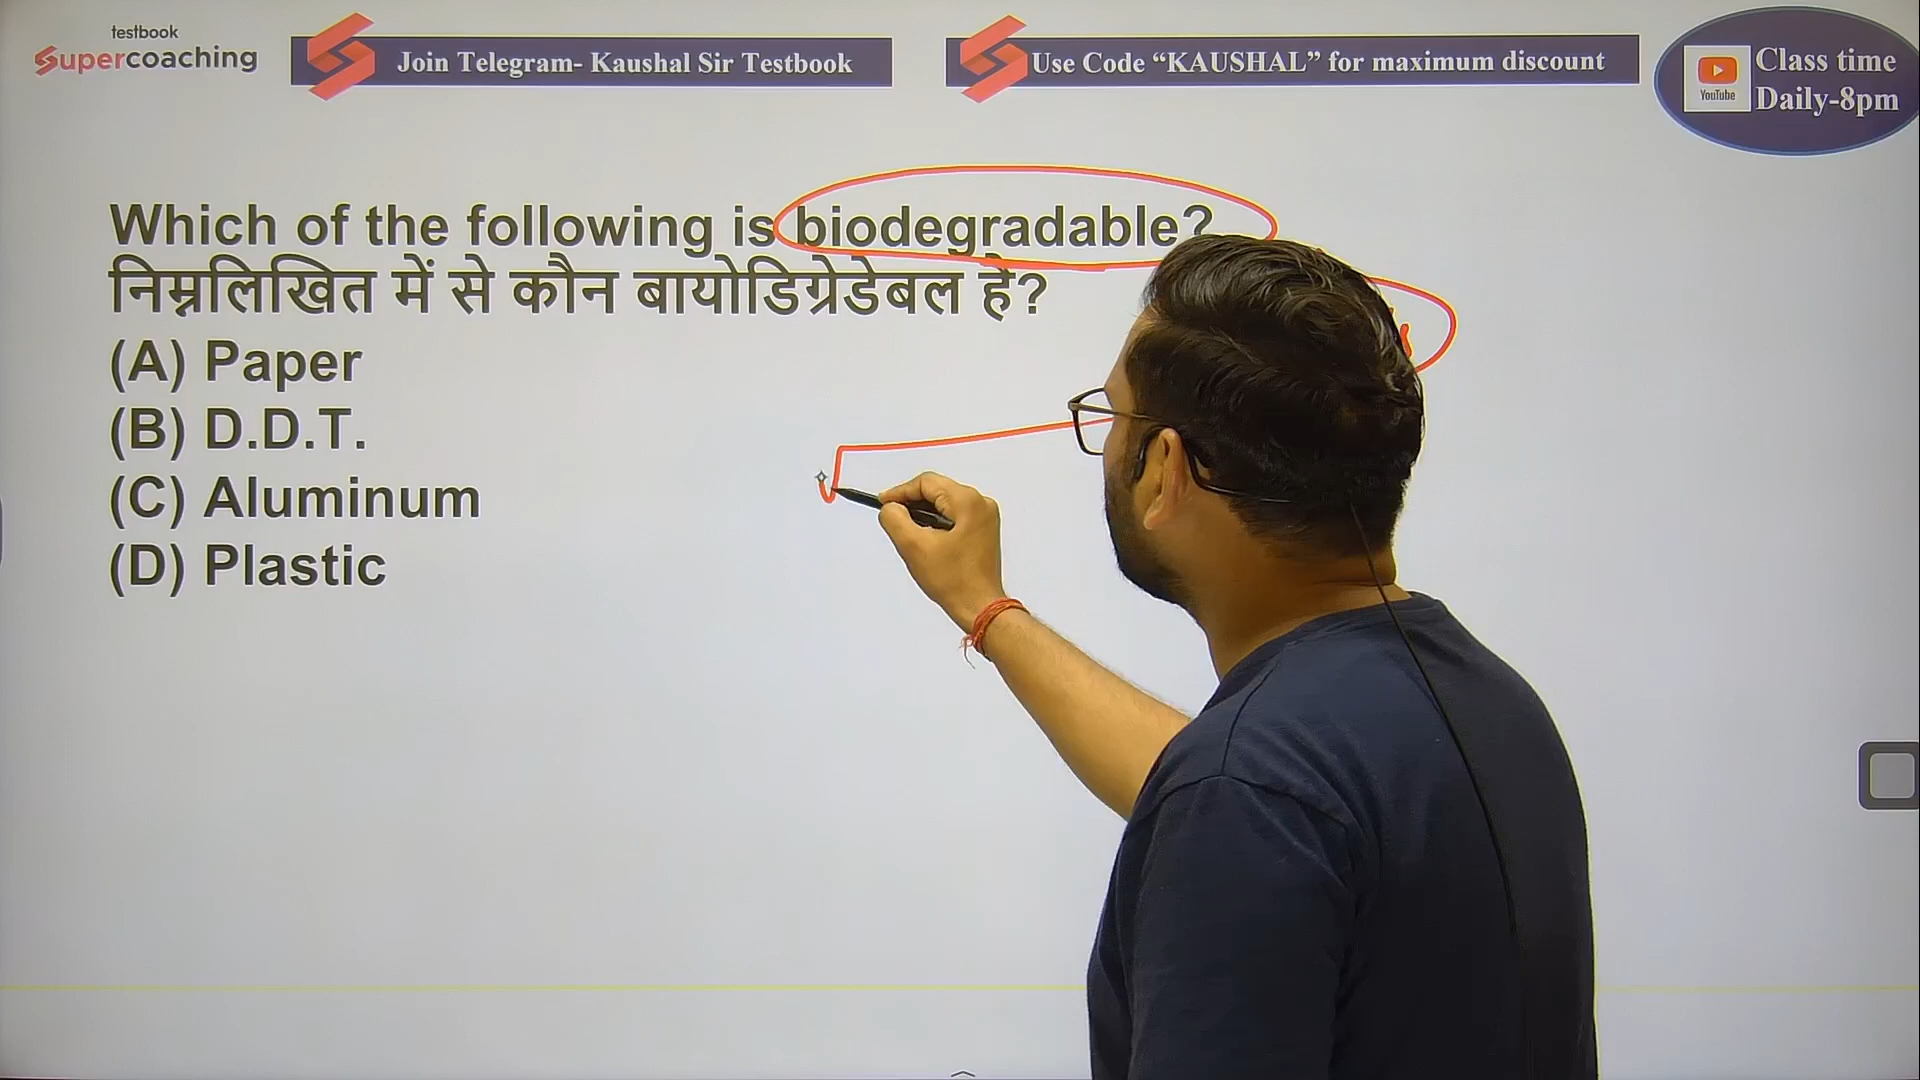 testbook
Supercoaching
Join Telegram- Kaushal Sir Testbook
Use Code “KAUSHAL” for maximum discount
YouTube
Class time
Daily-8pm
Which of the following is biodegradable?
निम्नलिखित में से कौन बायोडिग्रेडेबल है?
(A) Paper
(B) D.D.T.
(C) Aluminum
(D) Plastic